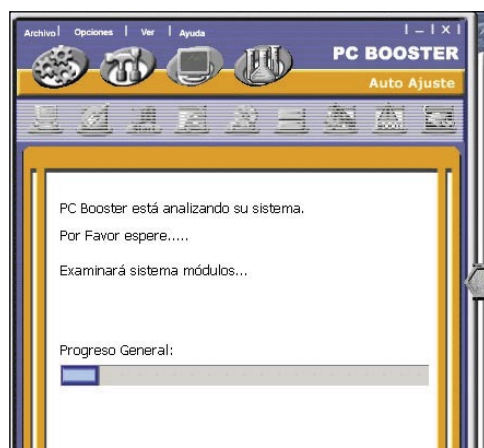 Archivo | Opciones | Ver | Ayuda
| – | X |
PC BOOSTER
Auto Ajuste
PC Booster está analizando su sistema.
Por Favor espere.....
Examinará sistema módulos...
Progreso General: